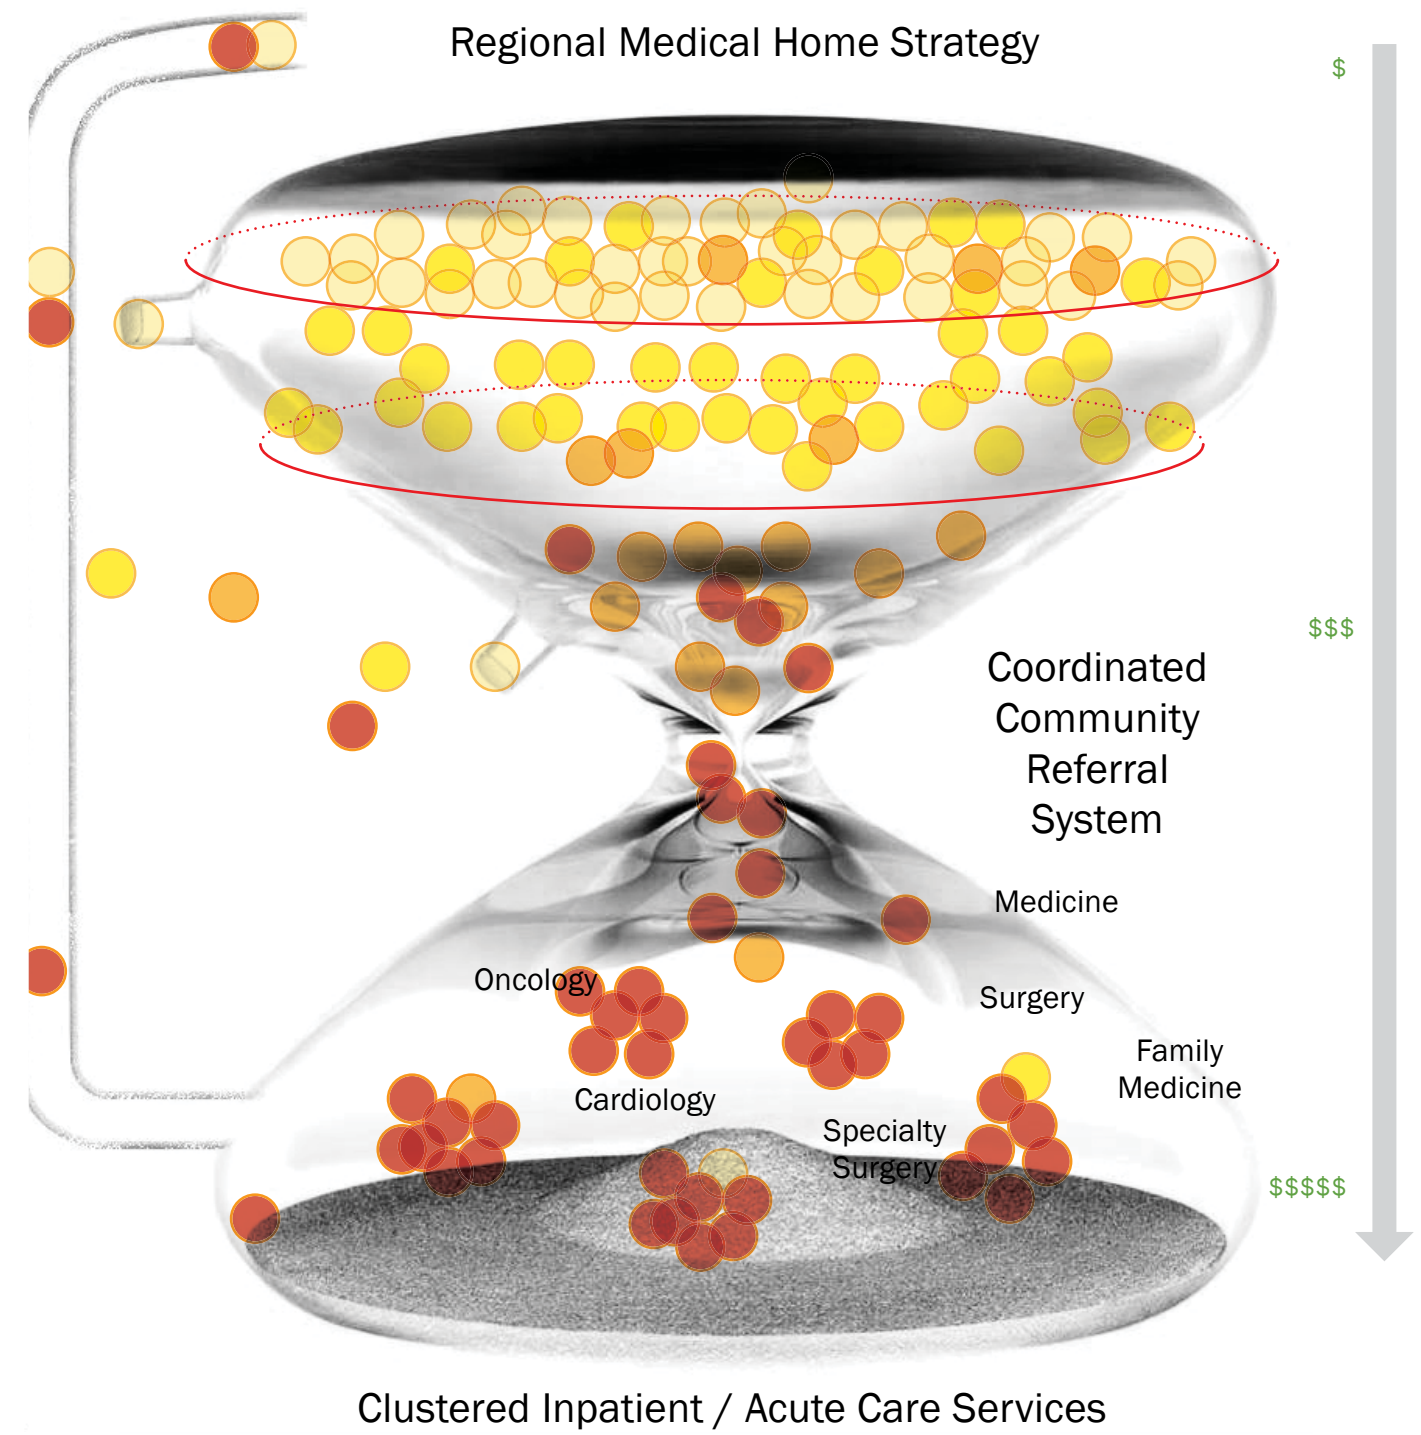 Regional Medical Home Strategy
$
$$$
Coordinated
Community
Referral
System
Medicine
Oncology
Surgery
Family
Medicine
Cardiology
Specialty
Surgery
$$$$$
Clustered Inpatient / Acute Care Services